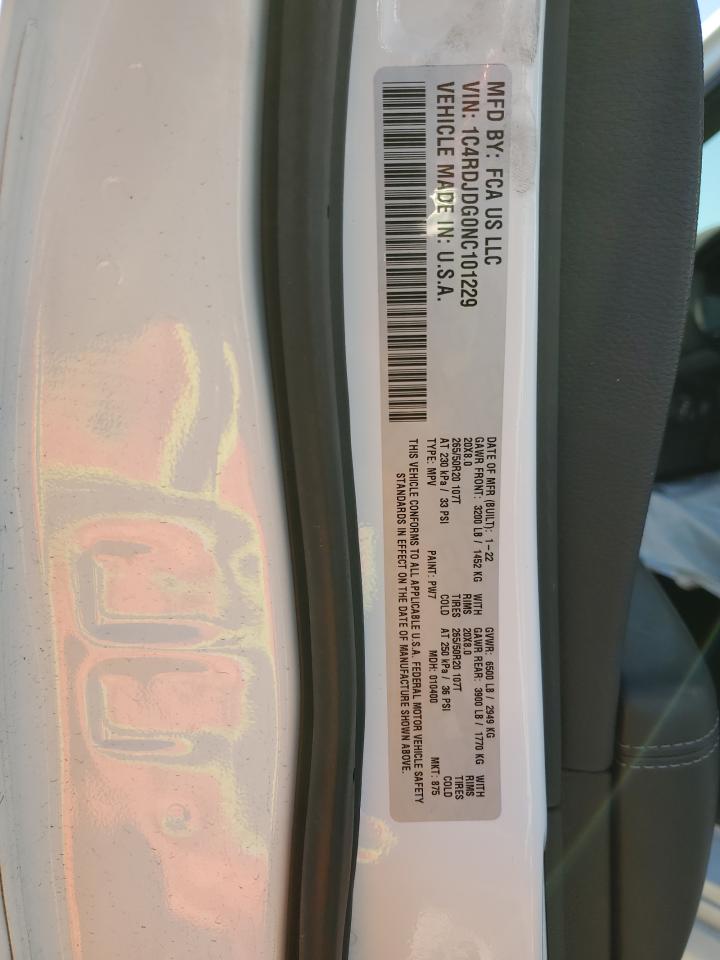 MFD BY: FCA US LLC
VIN: 1C4RDJDG0NC101229
VEHICLE MADE IN: U.S.A.
DATE OF MFR (BUILT): 1-22 GVWR: 6500 LB / 2949 KG
GAWR FRONT: 3200 LB / 1452 KG WITH GAWR REAR: 3900 LB / 1770 KG WITH
20X8.0 RIMS 20X8.0 RIMS
265/50R20 107T TIRES 265/50R20 107T TIRES
AT 230 kPa / 33 PSI COLD AT 250 kPa / 36 PSI COLD
TYPE: MPV PAINT: PW7 MDH: 010400 MKT: 875
THIS VEHICLE CONFORMS TO ALL APPLICABLE U.S.A. FEDERAL MOTOR VEHICLE SAFETY
STANDARDS IN EFFECT ON THE DATE OF MANUFACTURE SHOWN ABOVE.